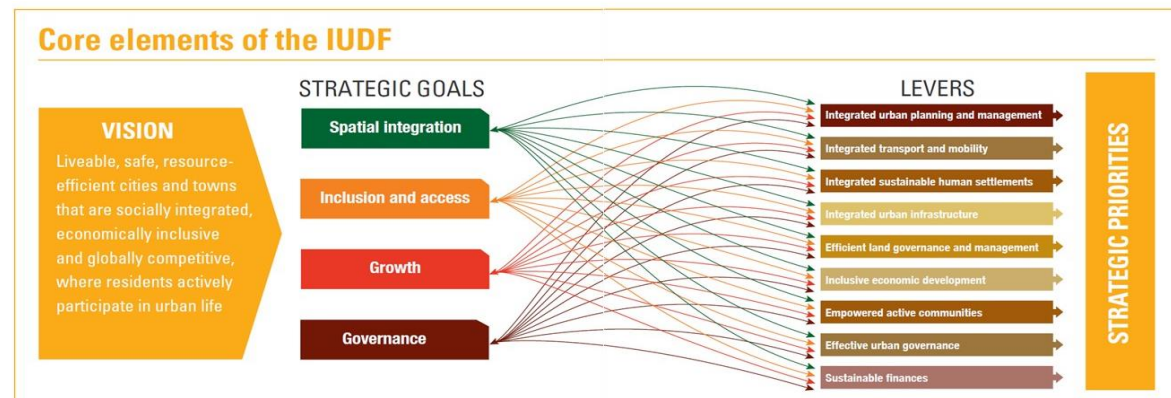 Core elements of the IUDF
VISION
Liveable, safe, resource-
efficient cities and towns
that are socially integrated,
economically inclusive
and globally competitive,
where residents actively
participate in urban life
STRATEGIC GOALS
Spatial integration
Inclusion and access
Growth
Governance
LEVERS
Integrated urban planning and management
Integrated transport and mobility
Integrated sustainable human settlements
Integrated urban infrastructure
Efficient land governance and management
Inclusive economic development
Empowered active communities
Effective urban governance
Sustainable finances
STRATEGIC PRIORITIES